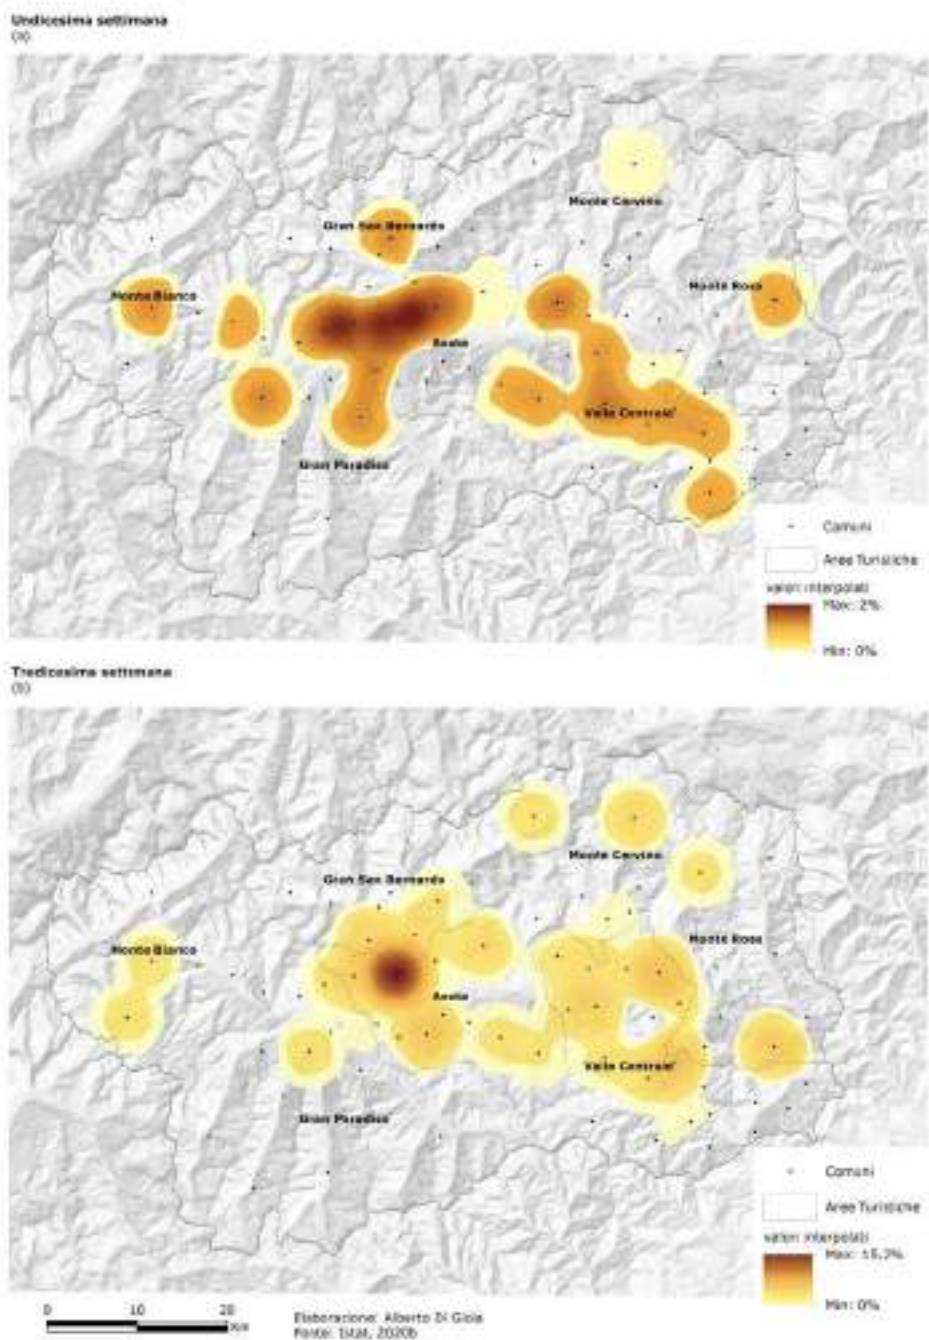 Undicesima settimana
(a)
Monte Cervino
Gran San Bernardo
Monte Bianco
Monte Rosa
Aosta
Valle Centrale
Gran Paradiso
Comuni
Aree Turistiche
valori interpolati
Max: 2%
Min: 0%
Tredicesima settimana
(b)
Monte Cervino
Gran San Bernardo
Monte Bianco
Monte Rosa
Aosta
Valle Centrale
Gran Paradiso
Comuni
Aree Turistiche
valori interpolati
Max: 15,2%
Min: 0%
0 10 20
km
Elaborazione: Alberto Di Gioia
Fonte: Istat, 2020b